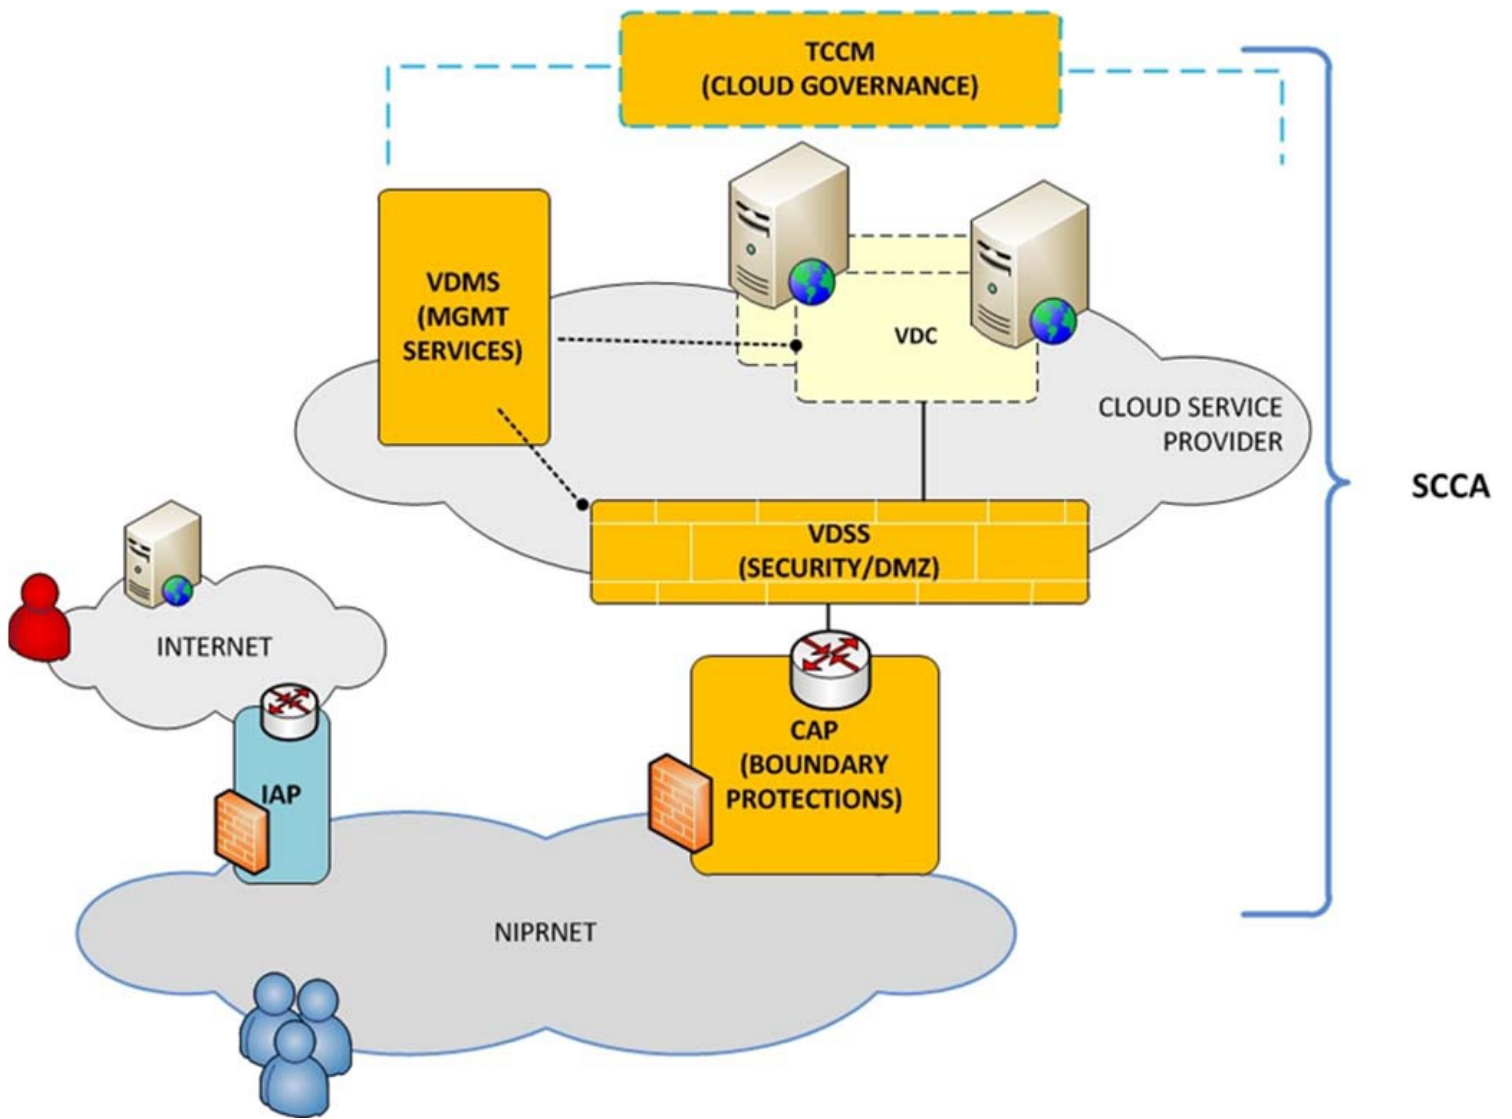 TCCM
(CLOUD GOVERNANCE)
VDMS
(MGMT
SERVICES)
VDC
CLOUD SERVICE
PROVIDER
SCCA
VDSS
(SECURITY/DMZ)
INTERNET
CAP
(BOUNDARY
PROTECTIONS)
IAP
NIPRNET